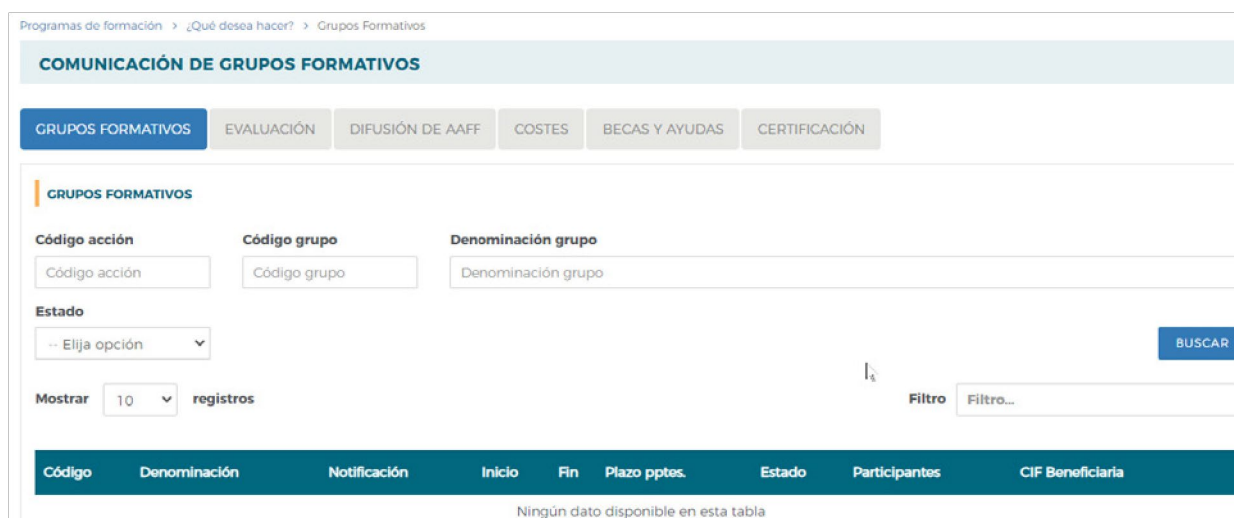 Programas de formación > ¿Qué desea hacer? > Grupos Formativos
COMUNICACIÓN DE GRUPOS FORMATIVOS
GRUPOS FORMATIVOS EVALUACIÓN DIFUSIÓN DE AAFF COSTES BECAS Y AYUDAS CERTIFICACIÓN
GRUPOS FORMATIVOS
Código acción Código grupo Denominación grupo
Código acción Código grupo Denominación grupo
Estado
-- Elija opción
BUSCAR
Mostrar 10 registros Filtro Filtro...
Código Denominación Notificación Inicio Fin Plazo pptes. Estado Participantes CIF Beneficiaria
Ningún dato disponible en esta tabla